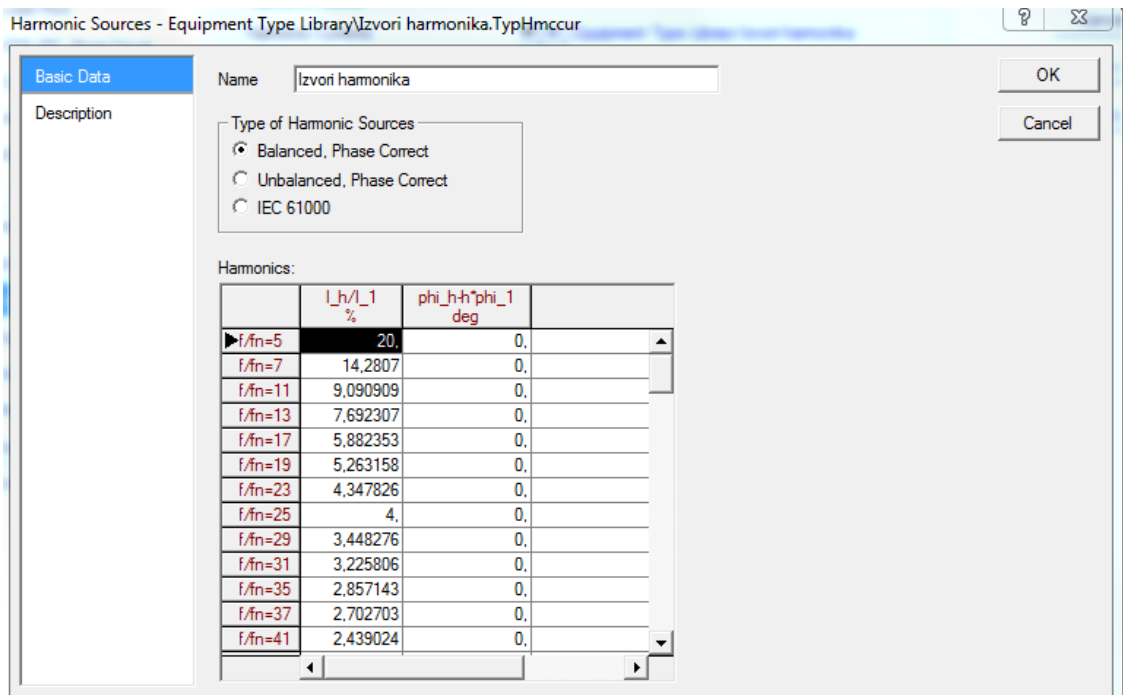 Harmonic Sources - Equipment Type Library\Izvori harmonika.TypHmccur
Basic Data
Description
Name Izvori harmonika
OK
Cancel
Type of Harmonic Sources
Balanced, Phase Correct
Unbalanced, Phase Correct
IEC 61000
Harmonics:
I_h/I_1 phi_h-h*phi_1
% deg
f/fn=5 20, 0,
f/fn=7 14,2807 0,
f/fn=11 9,090909 0,
f/fn=13 7,692307 0,
f/fn=17 5,882353 0,
f/fn=19 5,263158 0,
f/fn=23 4,347826 0,
f/fn=25 4, 0,
f/fn=29 3,448276 0,
f/fn=31 3,225806 0,
f/fn=35 2,857143 0,
f/fn=37 2,702703 0,
f/fn=41 2,439024 0,